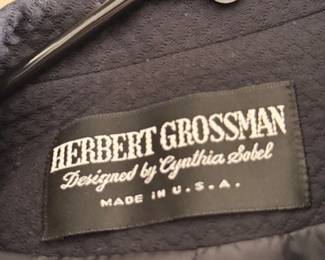 HERBERT GROSSMAN
Designed by Cynthia Sobel
MADE IN U.S.A.